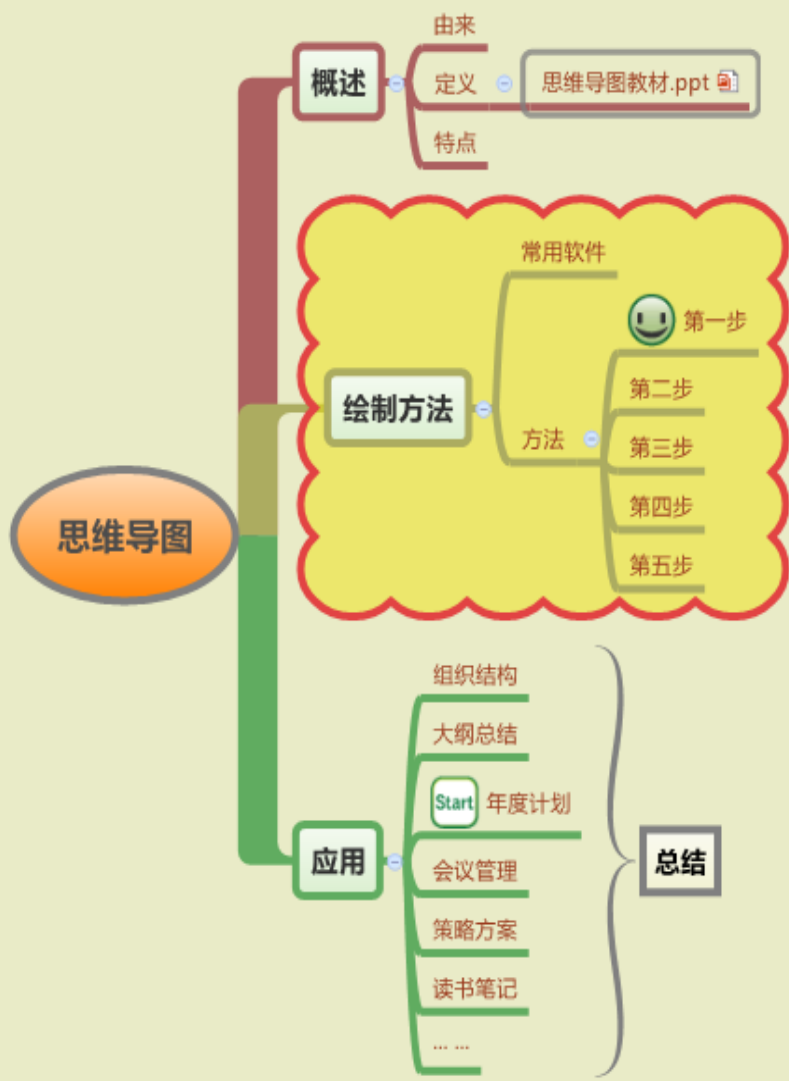 思维导图
概述
由来
定义
思维导图教材.ppt
特点
绘制方法
常用软件
方法
第一步
第二步
第三步
第四步
第五步
应用
组织结构
大纲总结
Start 年度计划
会议管理
策略方案
读书笔记
... ...
总结